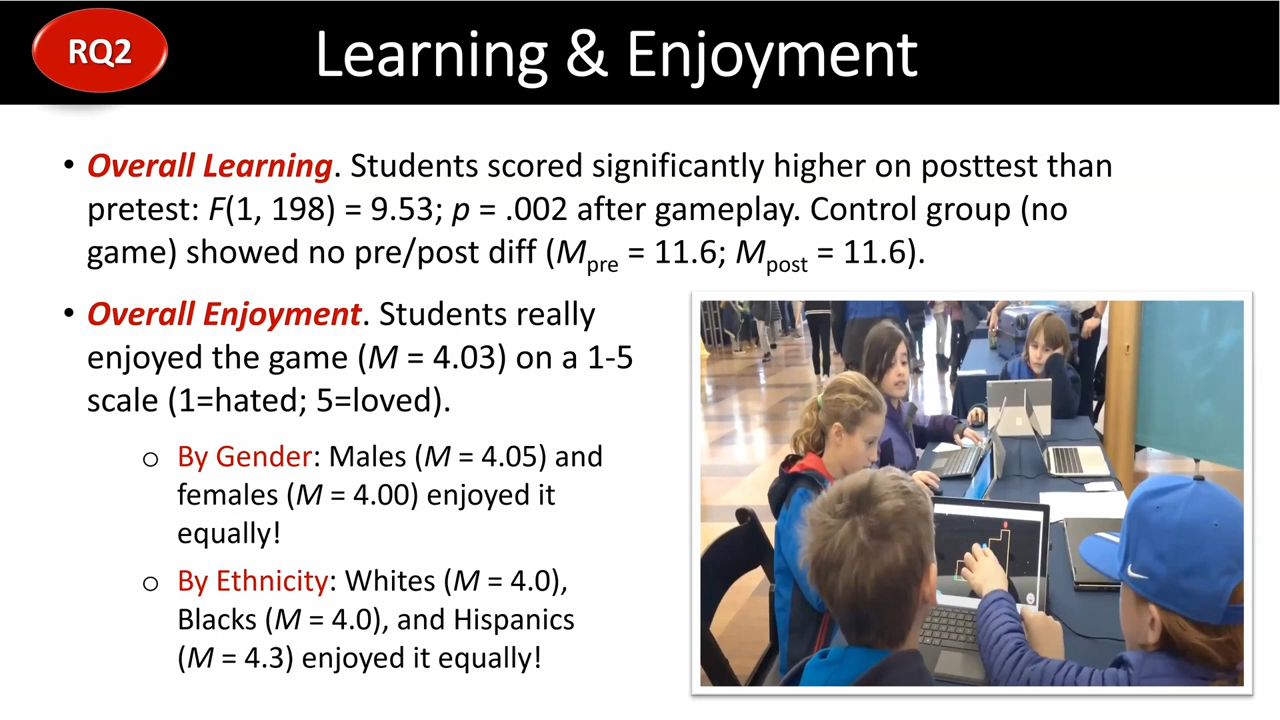 RQ2
Learning & Enjoyment
• Overall Learning. Students scored significantly higher on posttest than
pretest: F(1, 198) = 9.53; p = .002 after gameplay. Control group (no
game) showed no pre/post diff (Mpre = 11.6; Mpost = 11.6).
• Overall Enjoyment. Students really
enjoyed the game (M = 4.03) on a 1-5
scale (1=hated; 5=loved).
o By Gender: Males (M = 4.05) and
females (M = 4.00) enjoyed it
equally!
o By Ethnicity: Whites (M = 4.0),
Blacks (M = 4.0), and Hispanics
(M = 4.3) enjoyed it equally!